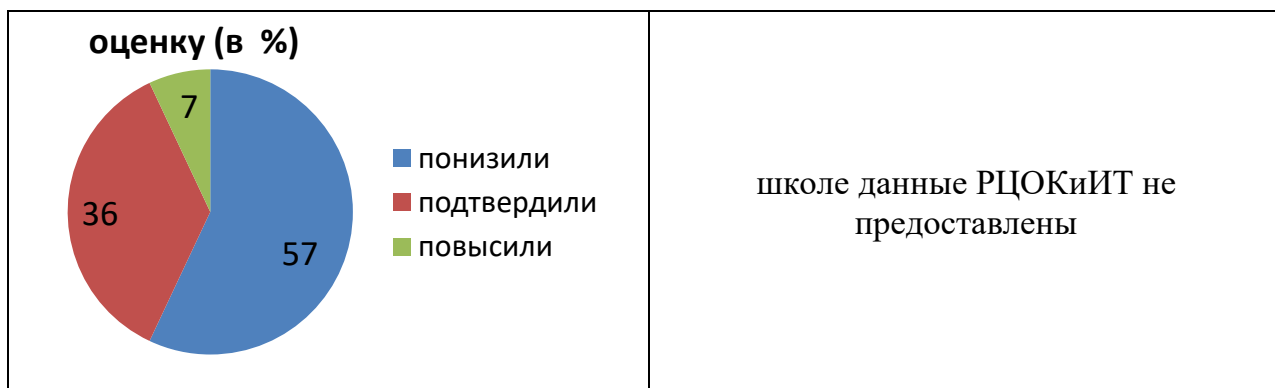 оценку (в %)
7
36
57
понизили
подтвердили
повысили
школе данные РЦОКиИТ не
предоставлены